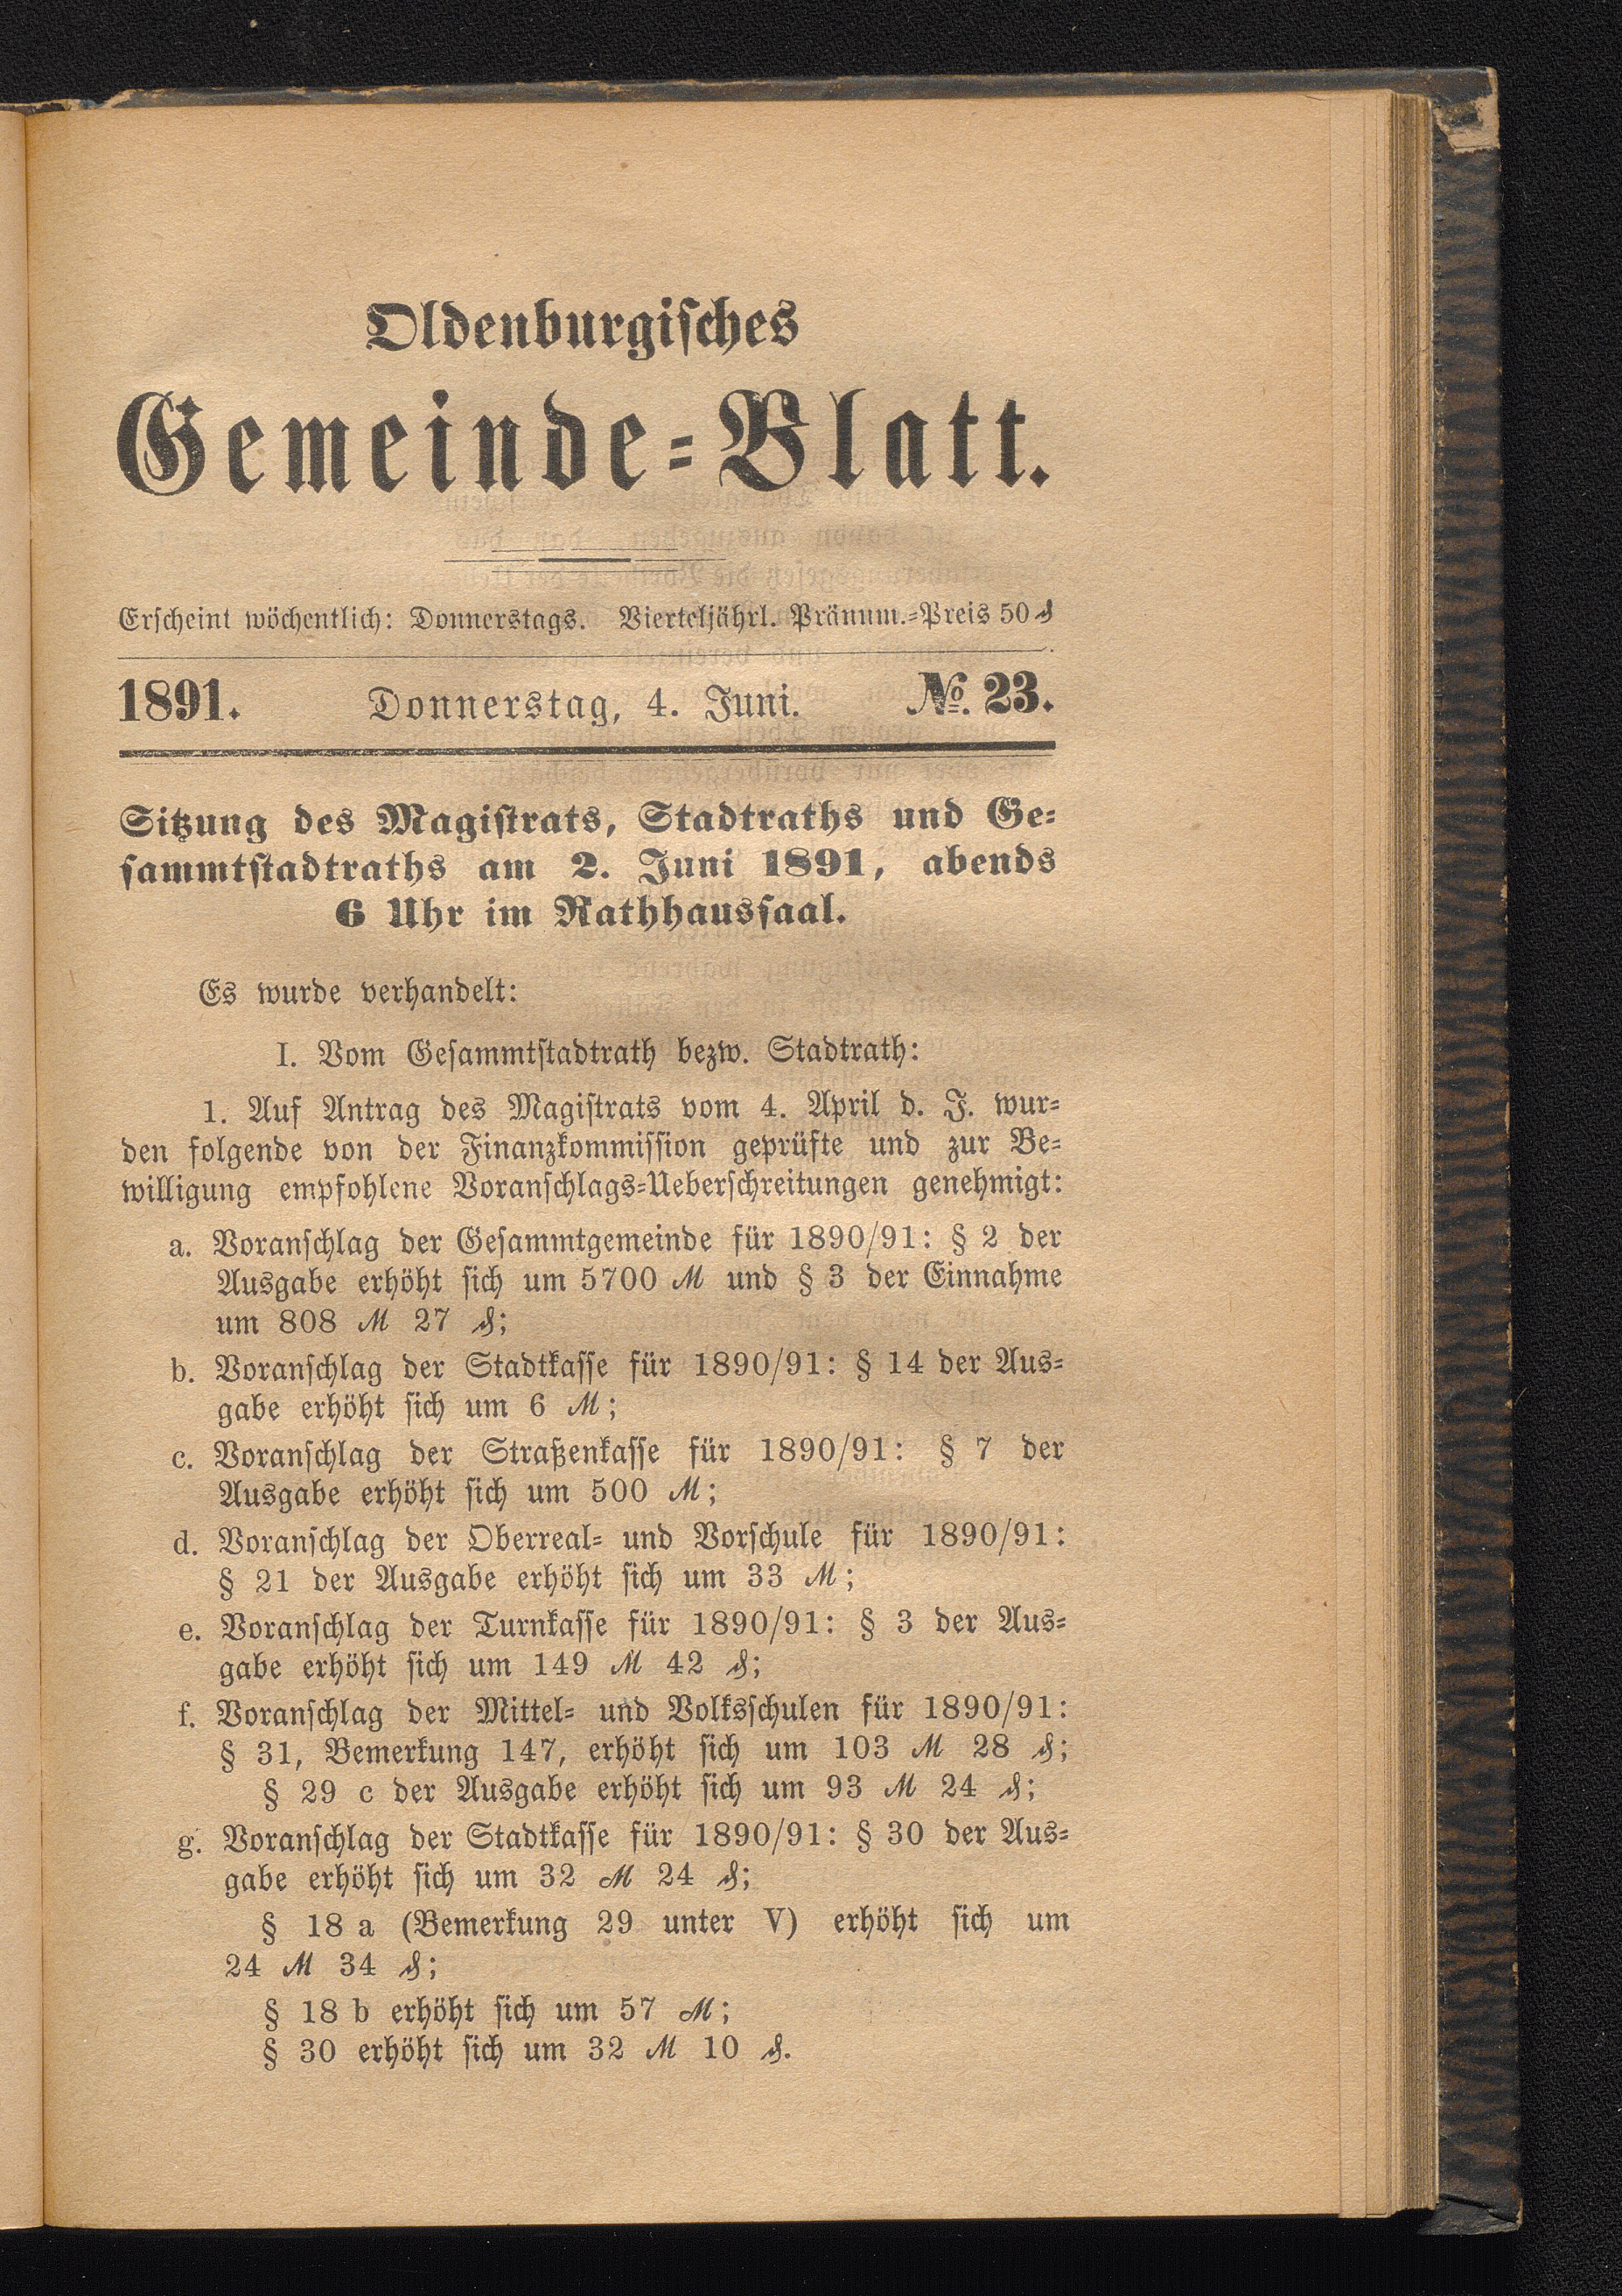 Oldenburgisches
Gemeinde-Blatt.
Erscheint wöchentlich: Donnerstags. Vierteljährl. Pränum.-Preis 50 ₰
1891. Donnerstag, 4. Juni. №. 23.
Sitzung des Magistrats, Stadtraths und Ge-
sammtstadtraths am 2. Juni 1891, abends
6 Uhr im Rathhaussaal.
Es wurde verhandelt:
I. Vom Gesammtstadtrath bezw. Stadtrath:
1. Auf Antrag des Magistrats vom 4. April d. J. wur-
den folgende von der Finanzkommission geprüfte und zur Be-
willigung empfohlene Voranschlags-Ueberschreitungen genehmigt:
a. Voranschlag der Gesammtgemeinde für 1890/91: § 2 der
Ausgabe erhöht sich um 5700 ℳ und § 3 der Einnahme
um 808 ℳ 27 ₰;
b. Voranschlag der Stadtkasse für 1890/91: § 14 der Aus-
gabe erhöht sich um 6 ℳ;
c. Voranschlag der Straßenkasse für 1890/91: § 7 der
Ausgabe erhöht sich um 500 ℳ;
d. Voranschlag der Oberreal- und Vorschule für 1890/91:
§ 21 der Ausgabe erhöht sich um 33 ℳ;
e. Voranschlag der Turnkasse für 1890/91: § 3 der Aus-
gabe erhöht sich um 149 ℳ 42 ₰;
f. Voranschlag der Mittel- und Volksschulen für 1890/91:
§ 31, Bemerkung 147, erhöht sich um 103 ℳ 28 ₰;
§ 29 c der Ausgabe erhöht sich um 93 ℳ 24 ₰;
g. Voranschlag der Stadtkasse für 1890/91: § 30 der Aus-
gabe erhöht sich um 32 ℳ 24 ₰;
§ 18 a (Bemerkung 29 unter V) erhöht sich um
24 ℳ 34 ₰;
§ 18 b erhöht sich um 57 ℳ;
§ 30 erhöht sich um 32 ℳ 10 ₰.